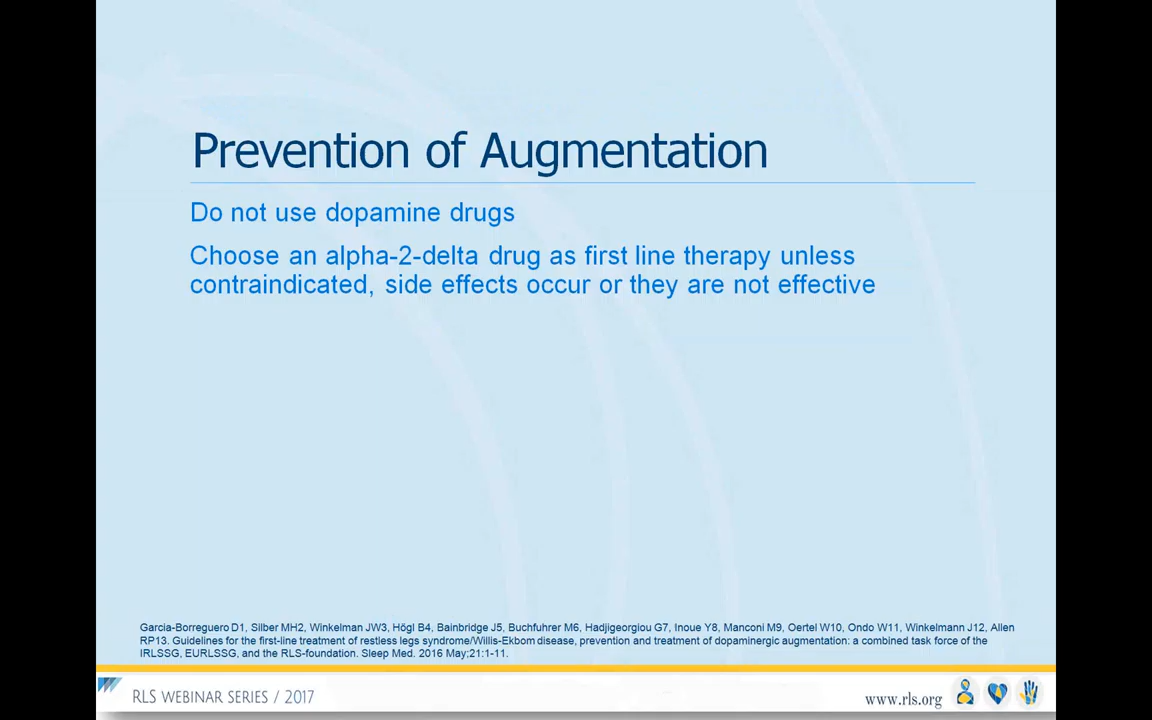 Prevention of Augmentation
Do not use dopamine drugs
Choose an alpha-2-delta drug as first line therapy unless
contraindicated, side effects occur or they are not effective
Garcia-Borreguero D1, Silber MH2, Winkelman JW3, Högl B4, Bainbridge J5, Buchfuhrer M6, Hadjigeorgiou G7, Inoue Y8, Manconi M9, Oertel W10, Ondo W11, Winkelmann J12, Allen
RP13. Guidelines for the first-line treatment of restless legs syndrome/Willis-Ekbom disease, prevention and treatment of dopaminergic augmentation: a combined task force of the
IRLSSG, EURLSSG, and the RLS-foundation. Sleep Med. 2016 May;21:1-11.
RLS WEBINAR SERIES / 2017
www.rls.org